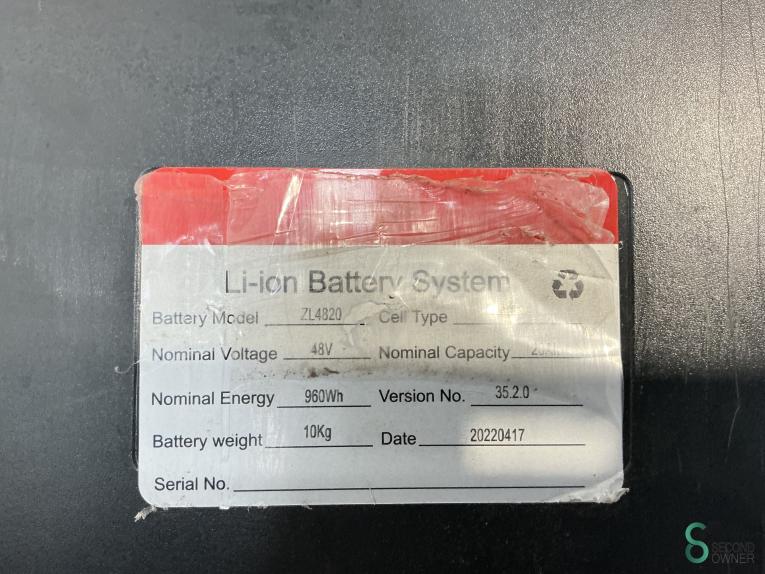 Li-ion Battery System
Battery Model ZL4820 Cell Type
Nominal Voltage 48V Nominal Capacity 20Ah
Nominal Energy 960Wh Version No. 35.2.0
Battery weight 10Kg Date 20220417
Serial No.
SECOND
OWNER